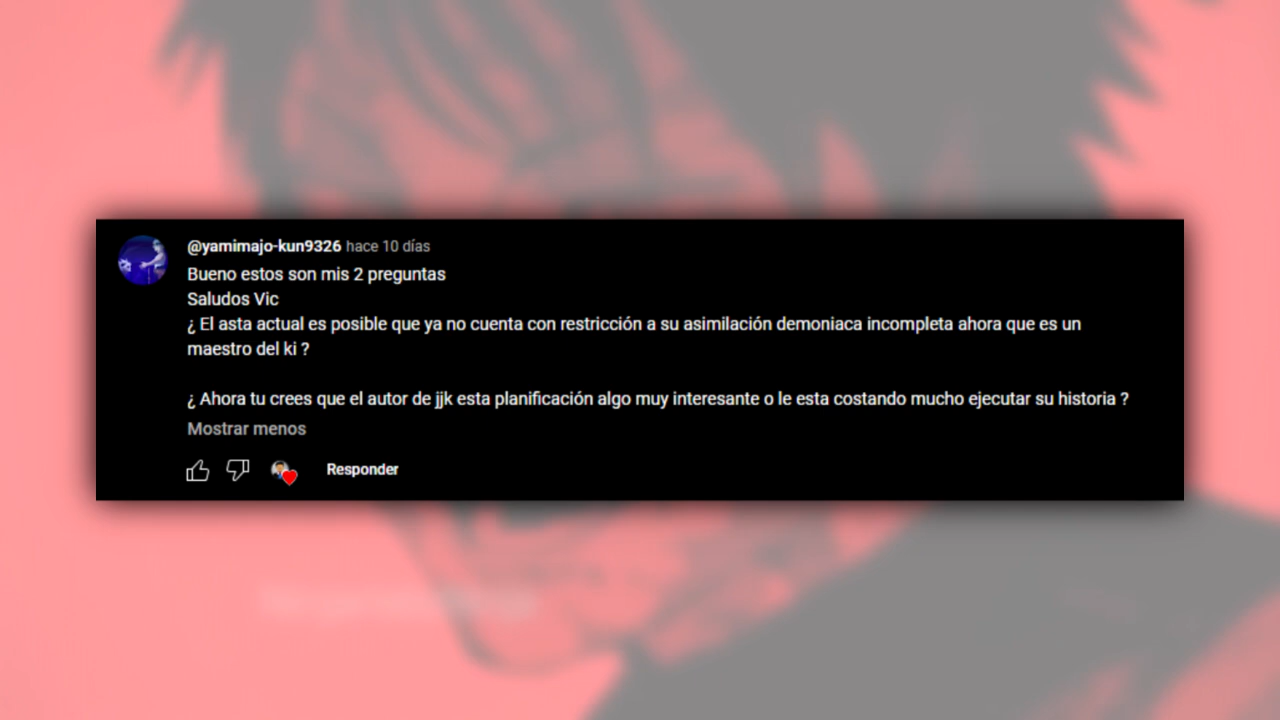 @yamimajo-kun9326 hace 10 días
Bueno estos son mis 2 preguntas
Saludos Vic
¿ El asta actual es posible que ya no cuenta con restricción a su asimilación demoniaca incompleta ahora que es un
maestro del ki ?
¿ Ahora tu crees que el autor de jjk esta planificación algo muy interesante o le esta costando mucho ejecutar su historia ?
Mostrar menos
Responder